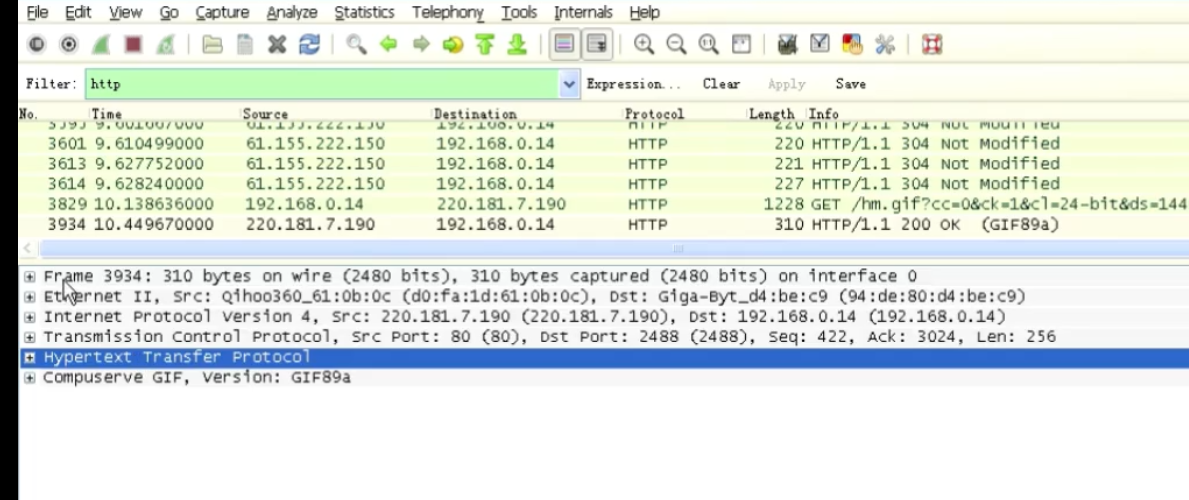 File Edit View Go Capture Analyze Statistics Telephony Tools Internals Help
Filter: http Expression... Clear Apply Save
No. Time Source Destination Protocol Length Info
9.601667000 61.155.222.150 192.168.0.14 HTTP 220 HTTP/1.1 304 Not Modified
3601 9.610499000 61.155.222.150 192.168.0.14 HTTP 220 HTTP/1.1 304 Not Modified
3613 9.627752000 61.155.222.150 192.168.0.14 HTTP 221 HTTP/1.1 304 Not Modified
3614 9.628240000 61.155.222.150 192.168.0.14 HTTP 227 HTTP/1.1 304 Not Modified
3829 10.138636000 192.168.0.14 220.181.7.190 HTTP 1228 GET /hm.gif?cc=0&ck=1&cl=24-bit&ds=144
3934 10.449670000 220.181.7.190 192.168.0.14 HTTP 310 HTTP/1.1 200 OK (GIF89a)
Frame 3934: 310 bytes on wire (2480 bits), 310 bytes captured (2480 bits) on interface 0
Ethernet II, Src: Qihoo360_61:0b:0c (d0:fa:1d:61:0b:0c), Dst: Giga-Byt_d4:be:c9 (94:de:80:d4:be:c9)
Internet Protocol Version 4, Src: 220.181.7.190 (220.181.7.190), Dst: 192.168.0.14 (192.168.0.14)
Transmission Control Protocol, Src Port: 80 (80), Dst Port: 2488 (2488), Seq: 422, Ack: 3024, Len: 256
Hypertext Transfer Protocol
Compuserve GIF, Version: GIF89a